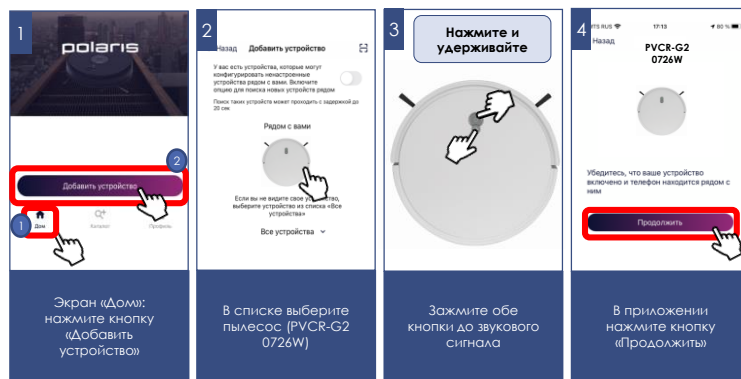 1
polaris
2
Добавить устройство
1
Дом
Каталог
Профиль
Экран «Дом»:
нажмите кнопку
«Добавить
устройство»
2
Назад Добавить устройство
У вас есть устройства, которые могут
конфигурировать ненастроенные
устройства рядом с вами. Включите
опцию для поиска новых устройств рядом
Поиск таких устройств может проходить с задержкой до
20 сек
Рядом с вами
Если вы не видите свое устройство,
выберите устройство из списка «Все
устройства»
Все устройства
В списке выберите
пылесос (PVCR-G2
0726W)
3
Нажмите и
удерживайте
Зажмите обе
кнопки до звукового
сигнала
4
MTS RUS 17:13 80 %
Назад
PVCR-G2
0726W
Убедитесь, что ваше устройство
включено и телефон находится рядом с
ним
Продолжить
В приложении
нажмите кнопку
«Продолжить»